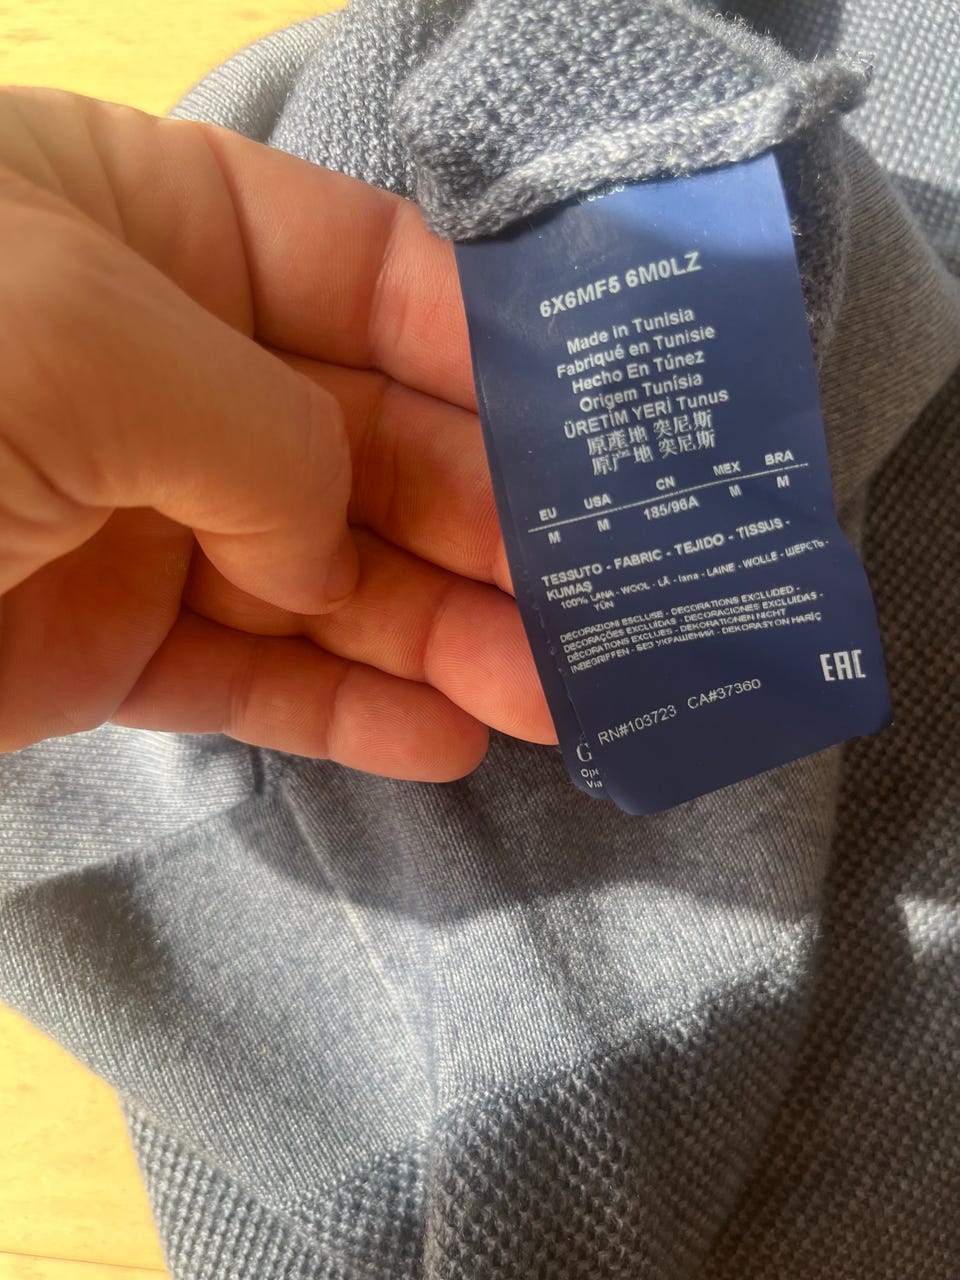 6X6MF5 6M0LZ
Made in Tunisia
Fabriqué en Tunisie
Hecho En Túnez
Origem Tunísia
ÜRETİM YERİ Tunus
原產地 突尼斯
原产地 突尼斯
EU USA CN MEX BRA
M M 185/96A M M
TESSUTO - FABRIC - TEJIDO - TISSUS -
KUMAŞ
100% LANA - WOOL - LÃ - lana - LAINE - WOLLE - ШЕРСТЬ -
YÜN
DECORAZIONI ESCLUSE - DECORATIONS EXCLUDED -
DECORAÇÕES EXCLUÍDAS - DECORACIONES EXCLUIDAS -
DÉCORATIONS EXCLUES - DEKORATIONEN NICHT
INBEGRIFFEN - БЕЗ УКРАШЕНИЙ - DEKORASYON HARİÇ
EAC
RN#103723 CA#37360
G
Ope
Via